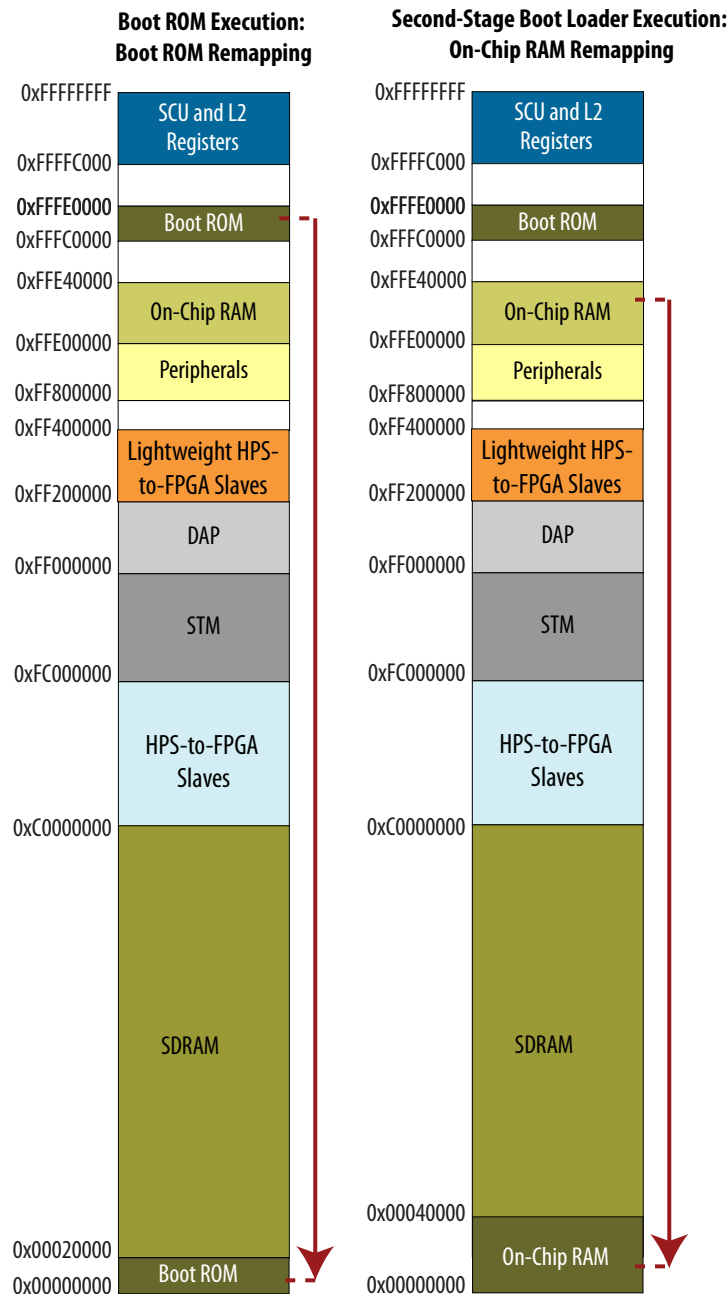 Boot ROM Execution:
Boot ROM Remapping
0xFFFFFFFF
SCU and L2
Registers
0xFFFFC000
0xFFFE0000
Boot ROM
0xFFFC0000
0xFFE40000
On-Chip RAM
0xFFE00000
Peripherals
0xFF800000
0xFF400000
Lightweight HPS-
to-FPGA Slaves
0xFF200000
DAP
0xFF000000
STM
0xFC000000
HPS-to-FPGA
Slaves
0xC0000000
SDRAM
0x00020000
Boot ROM
0x00000000
Second-Stage Boot Loader Execution:
On-Chip RAM Remapping
0xFFFFFFFF
SCU and L2
Registers
0xFFFFC000
0xFFFE0000
Boot ROM
0xFFFC0000
0xFFE40000
On-Chip RAM
0xFFE00000
Peripherals
0xFF800000
0xFF400000
Lightweight HPS-
to-FPGA Slaves
0xFF200000
DAP
0xFF000000
STM
0xFC000000
HPS-to-FPGA
Slaves
0xC0000000
SDRAM
0x00040000
On-Chip RAM
0x00000000